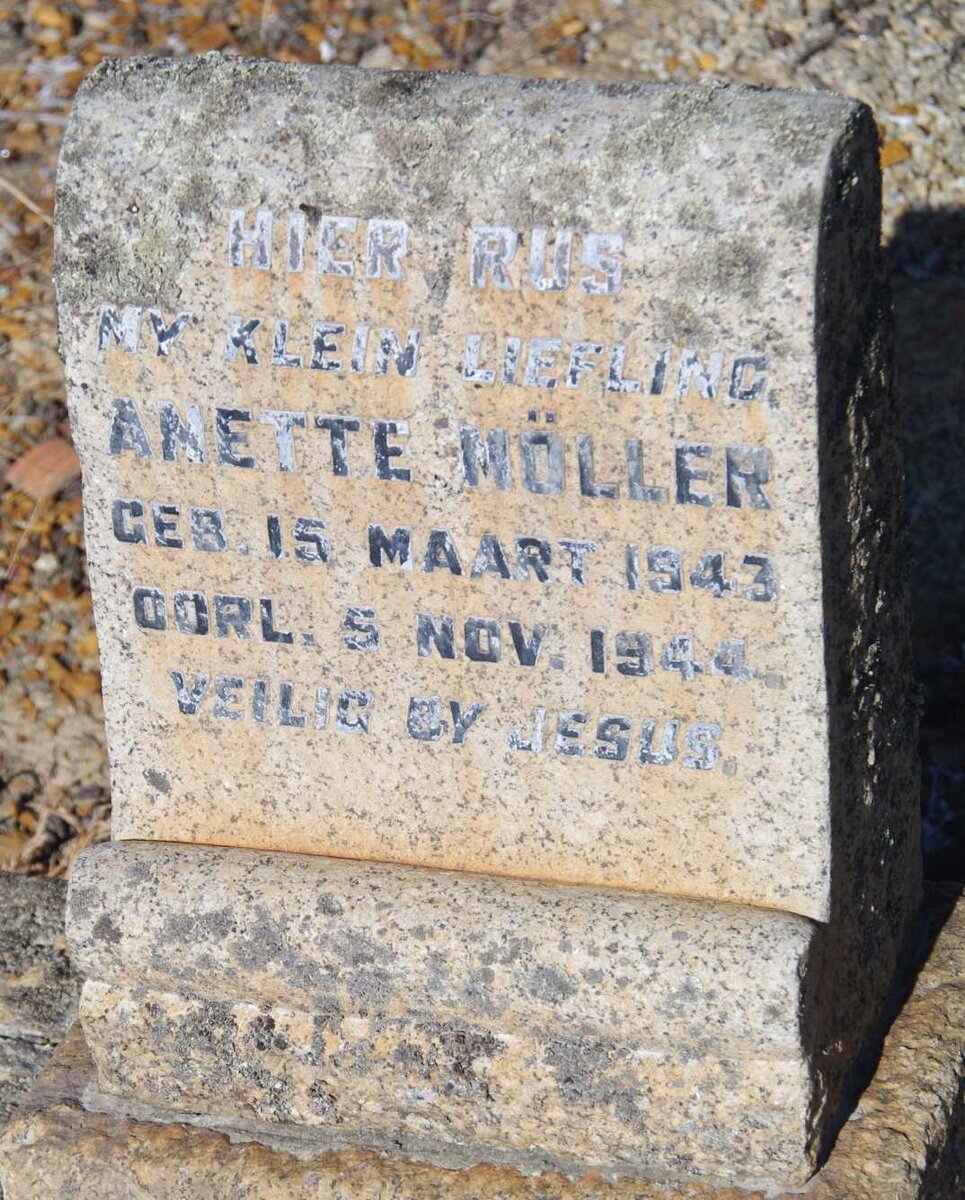 HIER RUS
MY KLEIN LIEFLING
ANETTE MÖLLER
GEB. 15 MAART 1943
OORL. 5 NOV. 1944.
VEILIG BY JESUS.